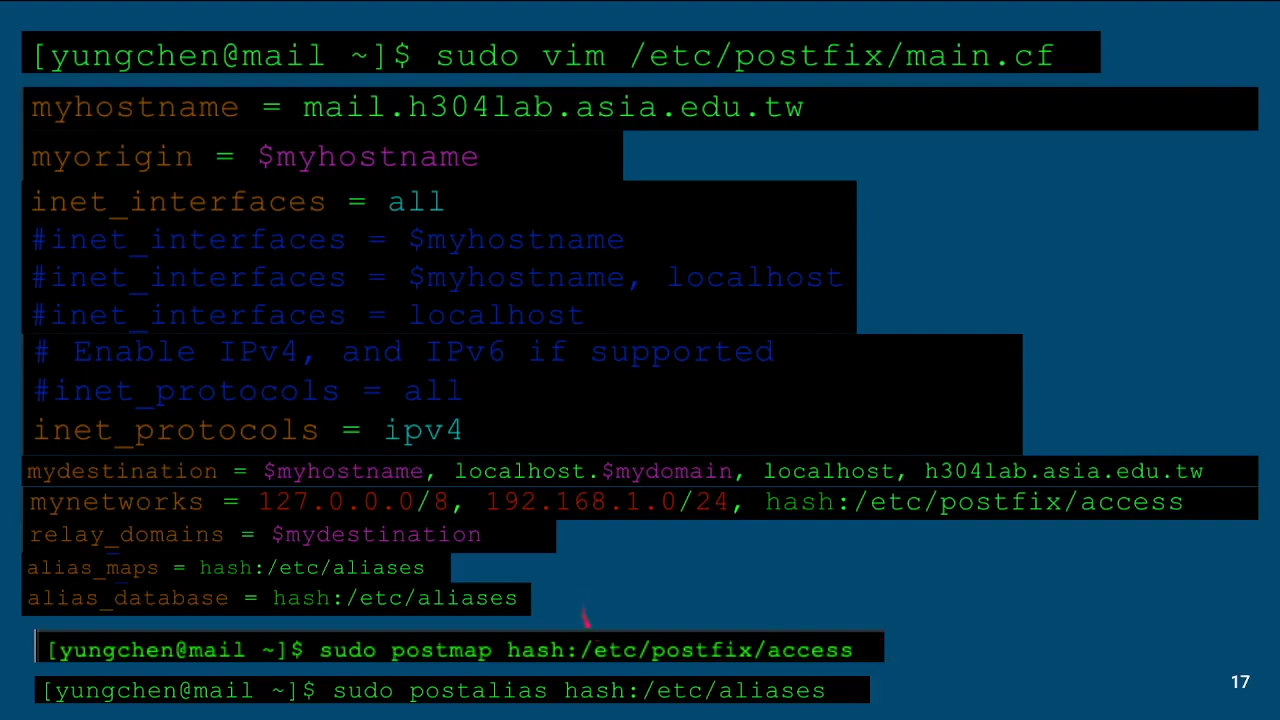 [yungchen@mail ~]$ sudo vim /etc/postfix/main.cf
myhostname = mail.h304lab.asia.edu.tw
myorigin = $myhostname
inet_interfaces = all
#inet_interfaces = $myhostname
#inet_interfaces = $myhostname, localhost
#inet_interfaces = localhost
# Enable IPv4, and IPv6 if supported
#inet_protocols = all
inet_protocols = ipv4
mydestination = $myhostname, localhost.$mydomain, localhost, h304lab.asia.edu.tw
mynetworks = 127.0.0.0/8, 192.168.1.0/24, hash:/etc/postfix/access
relay_domains = $mydestination
alias_maps = hash:/etc/aliases
alias_database = hash:/etc/aliases
[yungchen@mail ~]$ sudo postmap hash:/etc/postfix/access
[yungchen@mail ~]$ sudo postalias hash:/etc/aliases
17